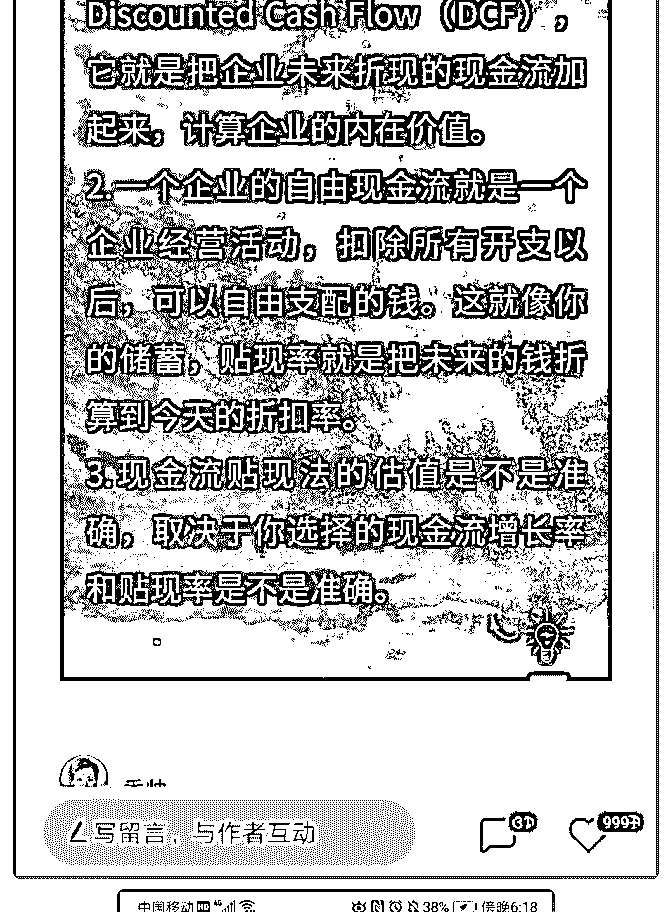 Discounted Cash Flow（DCF），
它就是把企业未来折现的现金流加
起来，计算企业的内在价值。
2.一个企业的自由现金流就是一个
企业经营活动，扣除所有开支以
后，可以自由支配的钱。这就像你
的储蓄，贴现率就是把未来的钱折
算到今天的折扣率。
3.现金流贴现法的估值是不是准
确，取决于你选择的现金流增长率
和贴现率是不是准确。
写留言，与作者互动
中国移动 38% 傍晚6:18